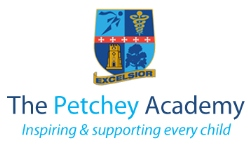 EXCELSIOR
The Petchey Academy
Inspiring & supporting every child